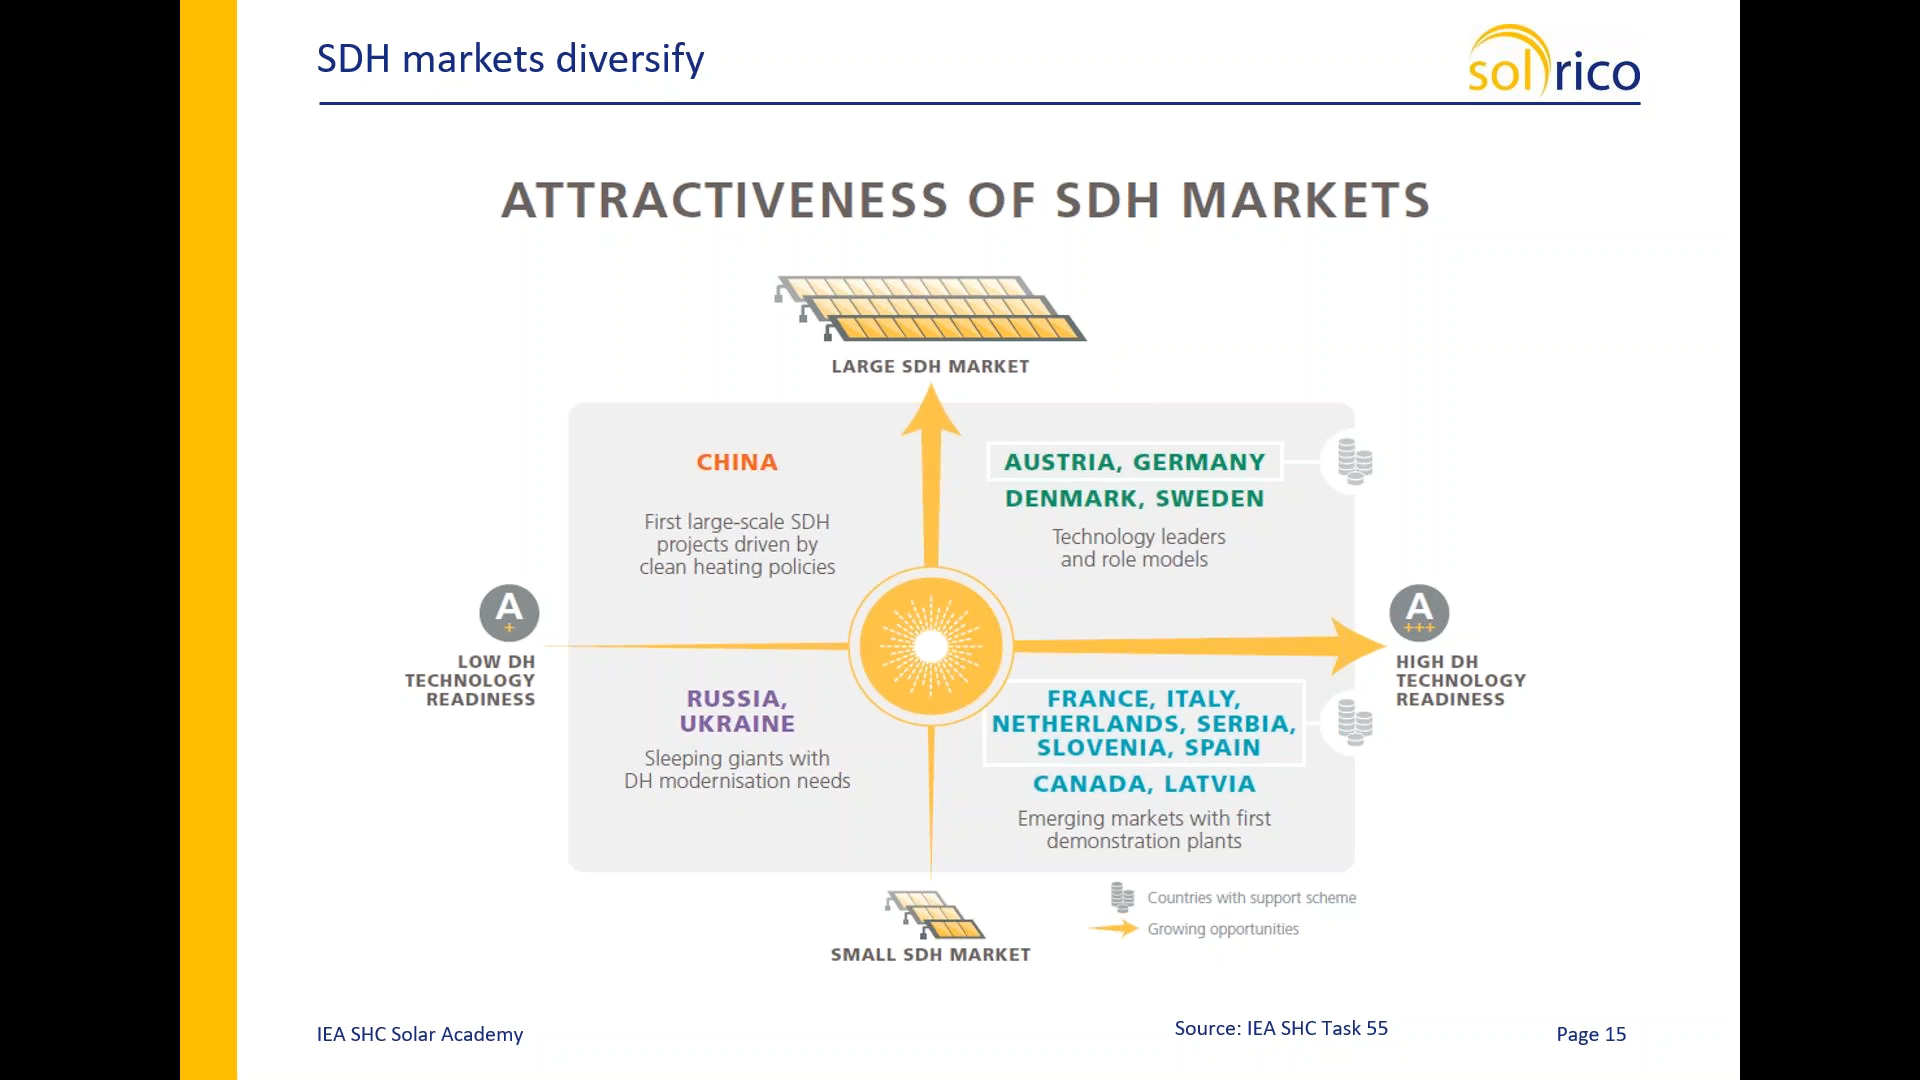 SDH markets diversify
solrico
ATTRACTIVENESS OF SDH MARKETS
LARGE SDH MARKET
CHINA
First large-scale SDH
projects driven by
clean heating policies
AUSTRIA, GERMANY
DENMARK, SWEDEN
Technology leaders
and role models
A
+
LOW DH
TECHNOLOGY
READINESS
A
+++
HIGH DH
TECHNOLOGY
READINESS
RUSSIA,
UKRAINE
Sleeping giants with
DH modernisation needs
FRANCE, ITALY,
NETHERLANDS, SERBIA,
SLOVENIA, SPAIN
CANADA, LATVIA
Emerging markets with first
demonstration plants
SMALL SDH MARKET
Countries with support scheme
Growing opportunities
IEA SHC Solar Academy
Source: IEA SHC Task 55
Page 15